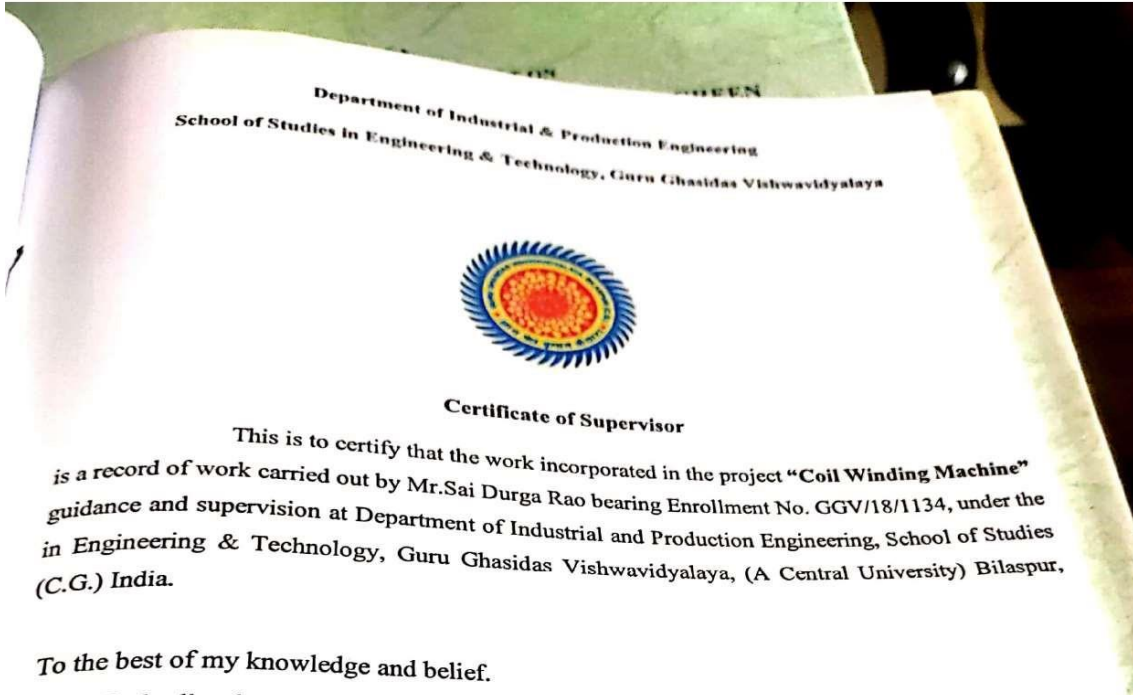 Department of Industrial & Production Engineering
School of Studies in Engineering & Technology, Guru Ghasidas Vishwavidyalaya
Certificate of Supervisor
This is to certify that the work incorporated in the project “Coil Winding Machine”
is a record of work carried out by Mr.Sai Durga Rao bearing Enrollment No. GGV/18/1134, under the
guidance and supervision at Department of Industrial and Production Engineering, School of Studies
in Engineering & Technology, Guru Ghasidas Vishwavidyalaya, (A Central University) Bilaspur,
(C.G.) India.
To the best of my knowledge and belief.